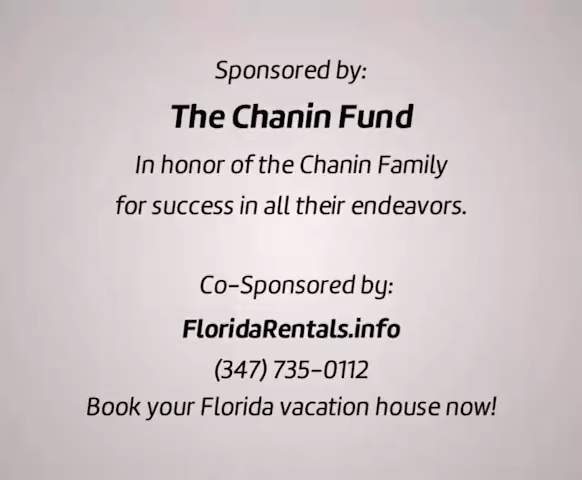 Sponsored by:
The Chanin Fund
In honor of the Chanin Family
for success in all their endeavors.
Co-Sponsored by:
FloridaRentals.info
(347) 735-0112
Book your Florida vacation house now!